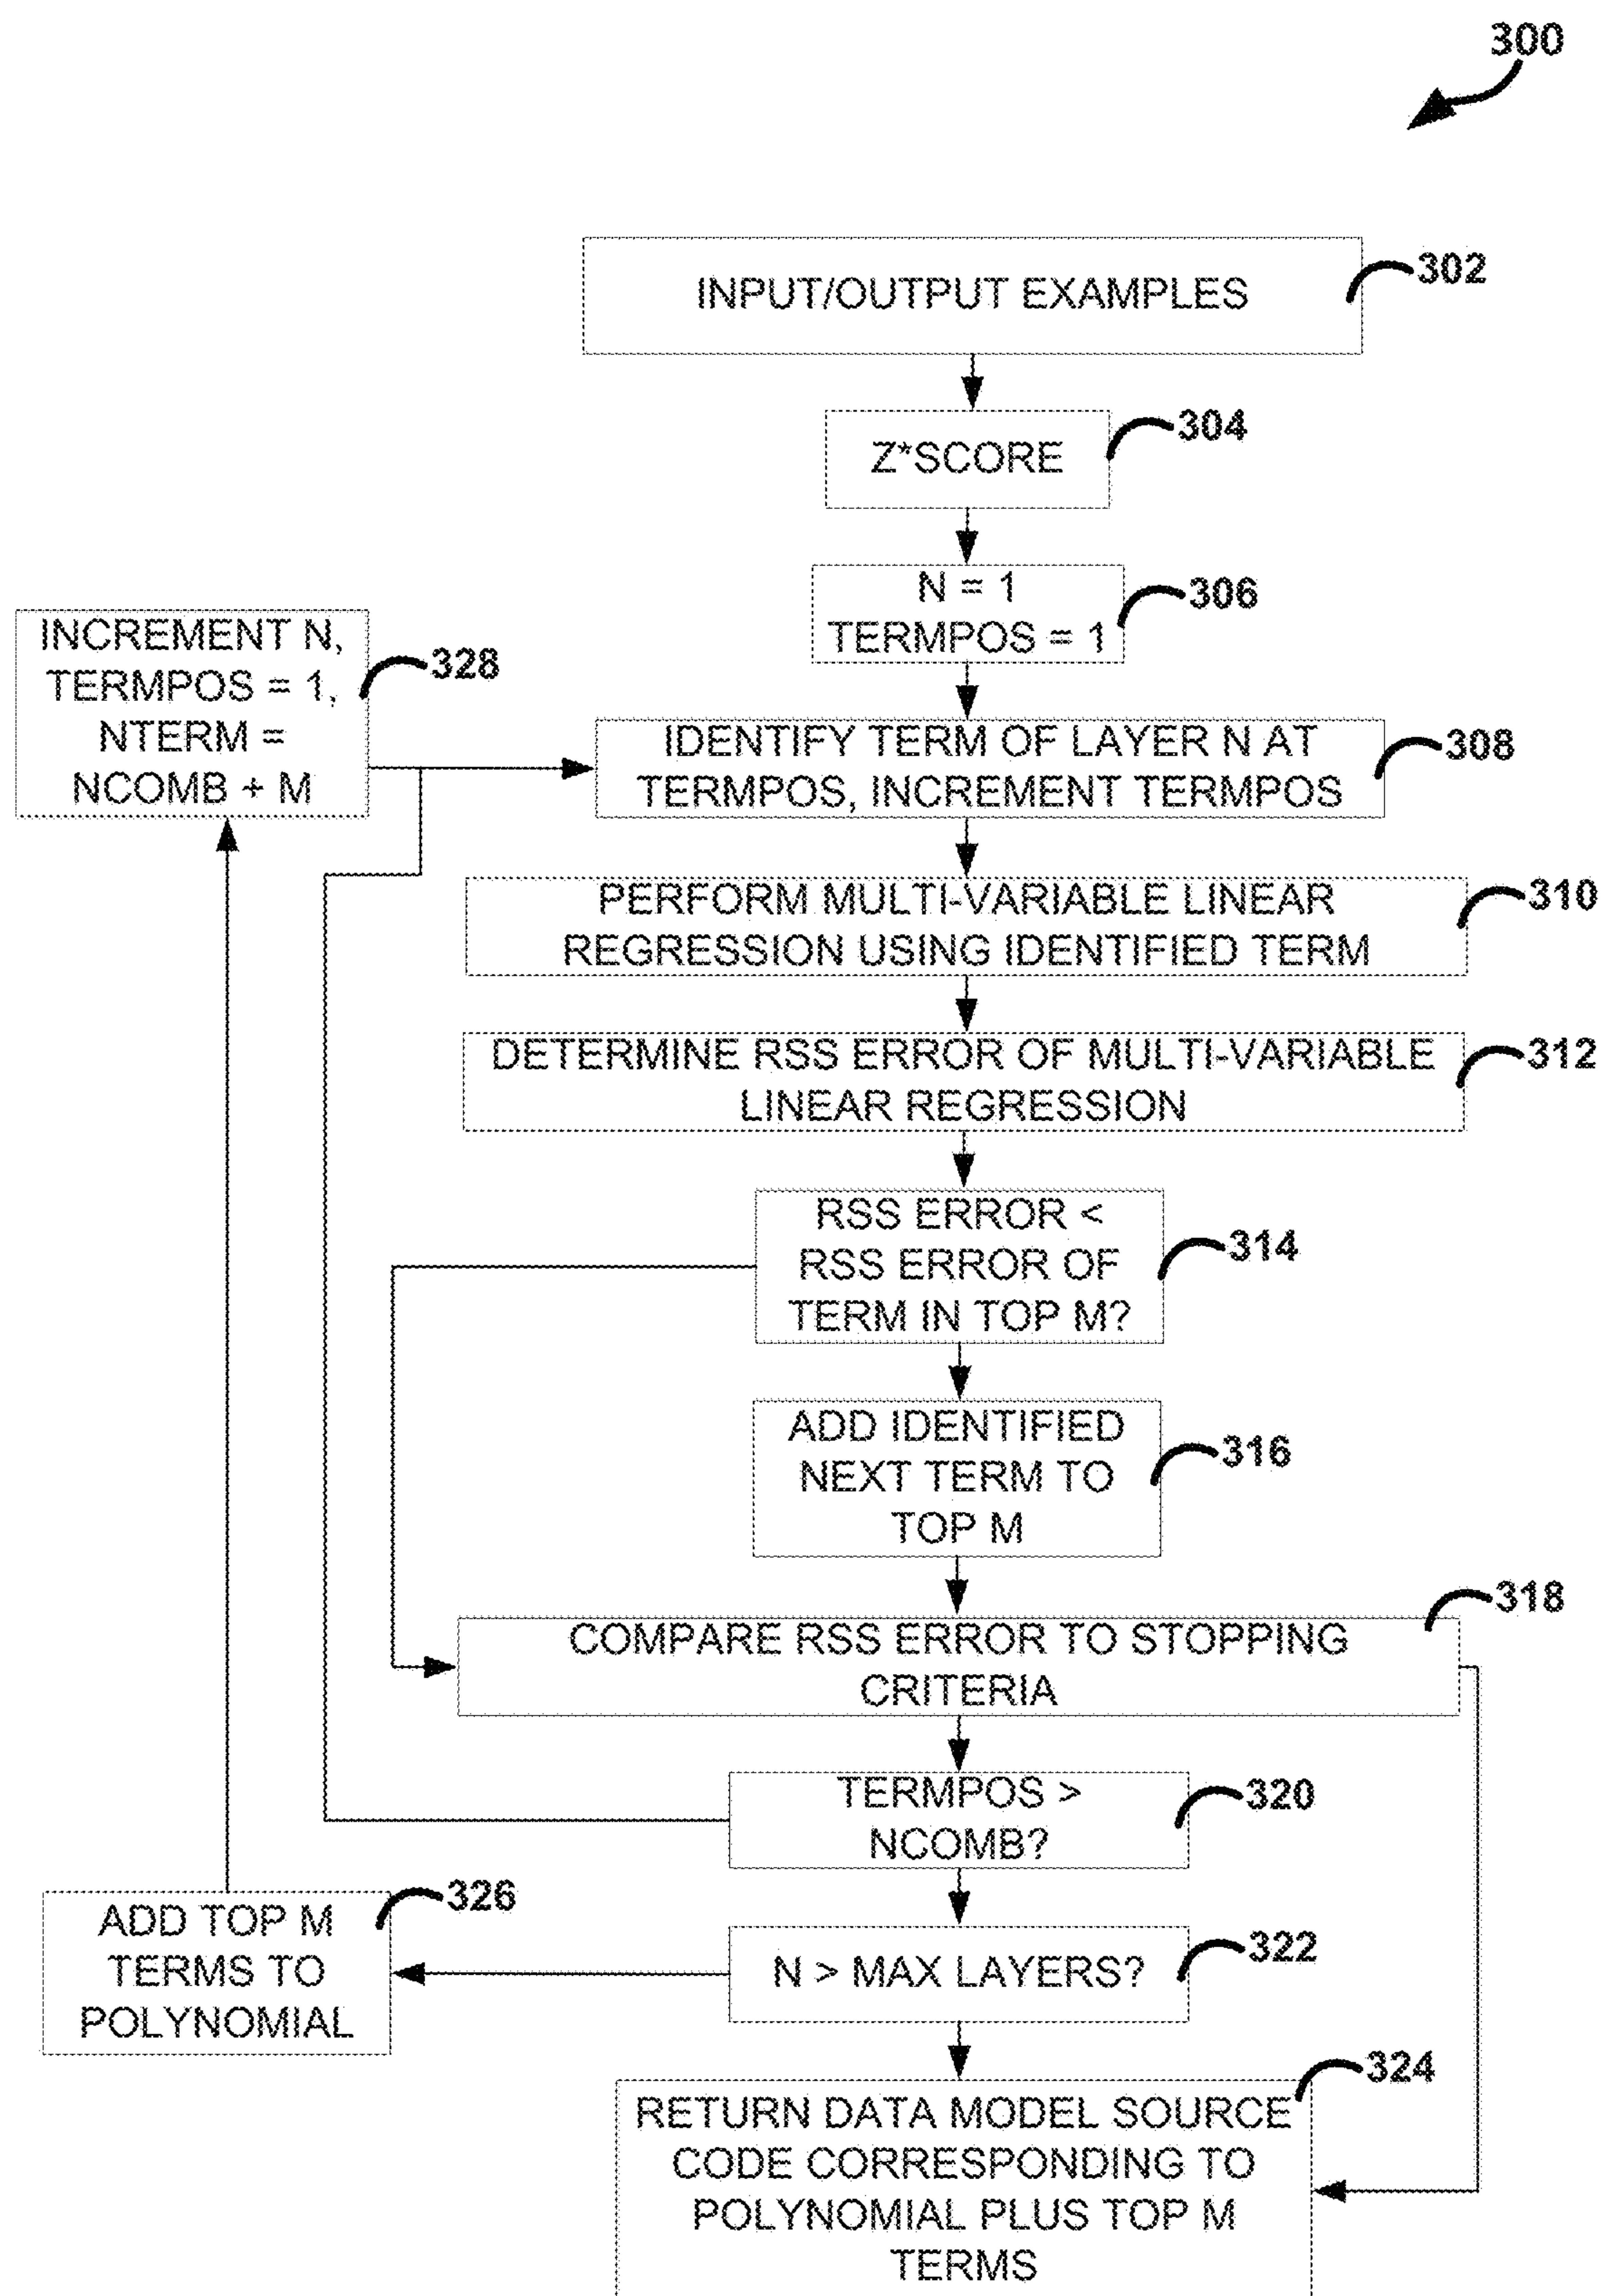 300
INPUT/OUTPUT EXAMPLES
302
Z*SCORE
304
N = 1
TERMPOS = 1
306
INCREMENT N,
TERMPOS = 1,
NTERM =
NCOMB + M
328
IDENTIFY TERM OF LAYER N AT
TERMPOS, INCREMENT TERMPOS
308
PERFORM MULTI-VARIABLE LINEAR
REGRESSION USING IDENTIFIED TERM
310
DETERMINE RSS ERROR OF MULTI-VARIABLE
LINEAR REGRESSION
312
RSS ERROR <
RSS ERROR OF
TERM IN TOP M?
314
ADD IDENTIFIED
NEXT TERM TO
TOP M
316
COMPARE RSS ERROR TO STOPPING
CRITERIA
318
TERMPOS >
NCOMB?
320
N > MAX LAYERS?
322
ADD TOP M
TERMS TO
POLYNOMIAL
326
RETURN DATA MODEL SOURCE
CODE CORRESPONDING TO
POLYNOMIAL PLUS TOP M
TERMS
324